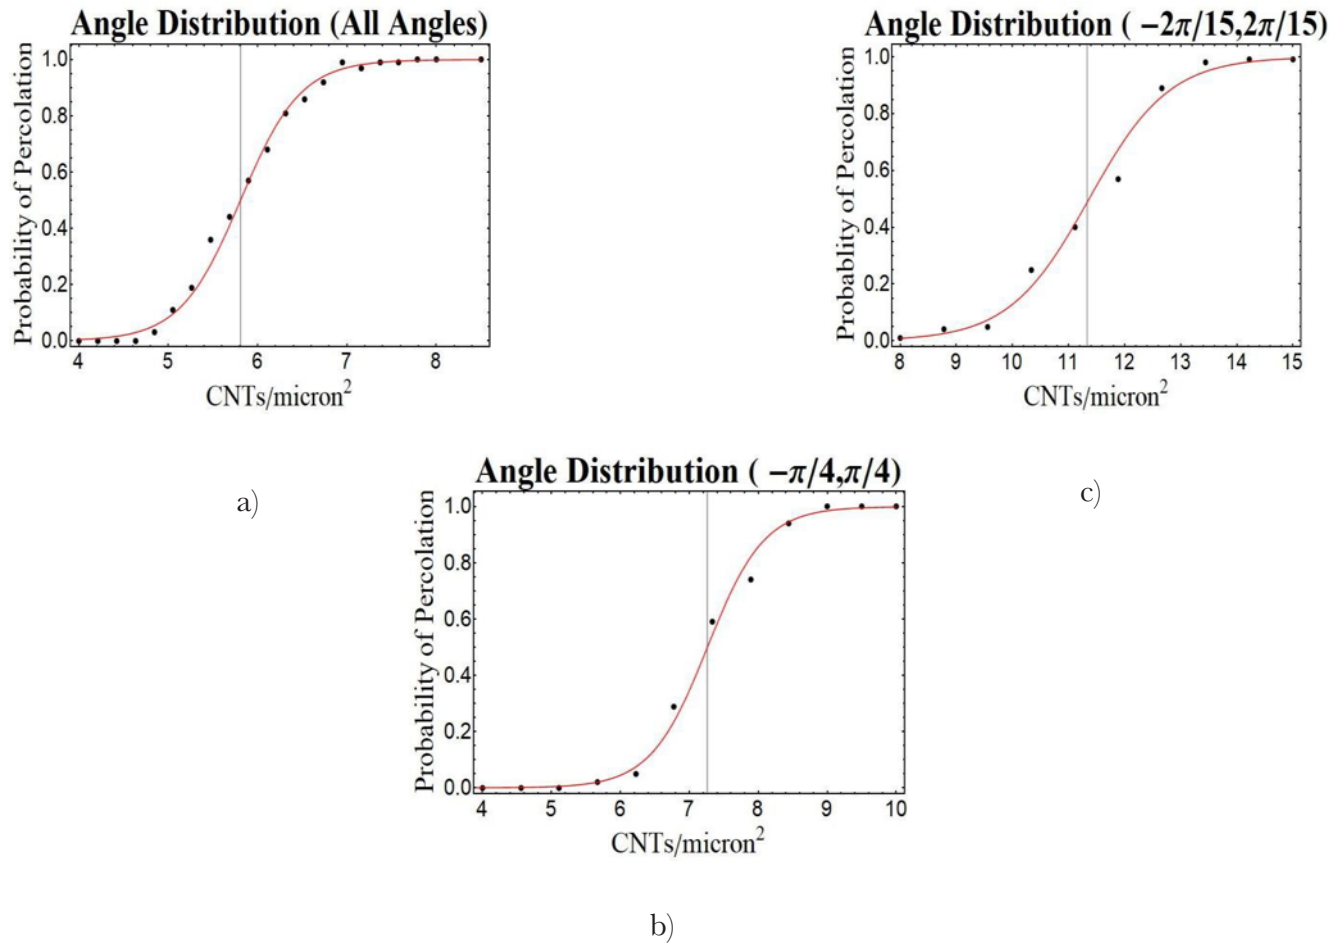 Angle Distribution (All Angles)
Probability of Percolation
1.0
0.8
0.6
0.4
0.2
0.0
4 5 6 7 8
CNTs/micron²
a)
Angle Distribution ( −2π/15,2π/15)
Probablity of Percolation
1.0
0.8
0.6
0.4
0.2
0.0
8 9 10 11 12 13 14 15
CNTs/micron²
c)
Angle Distribution ( −π/4,π/4)
Probability of Percolation
1.0
0.8
0.6
0.4
0.2
0.0
4 5 6 7 8 9 10
CNTs/micron²
b)